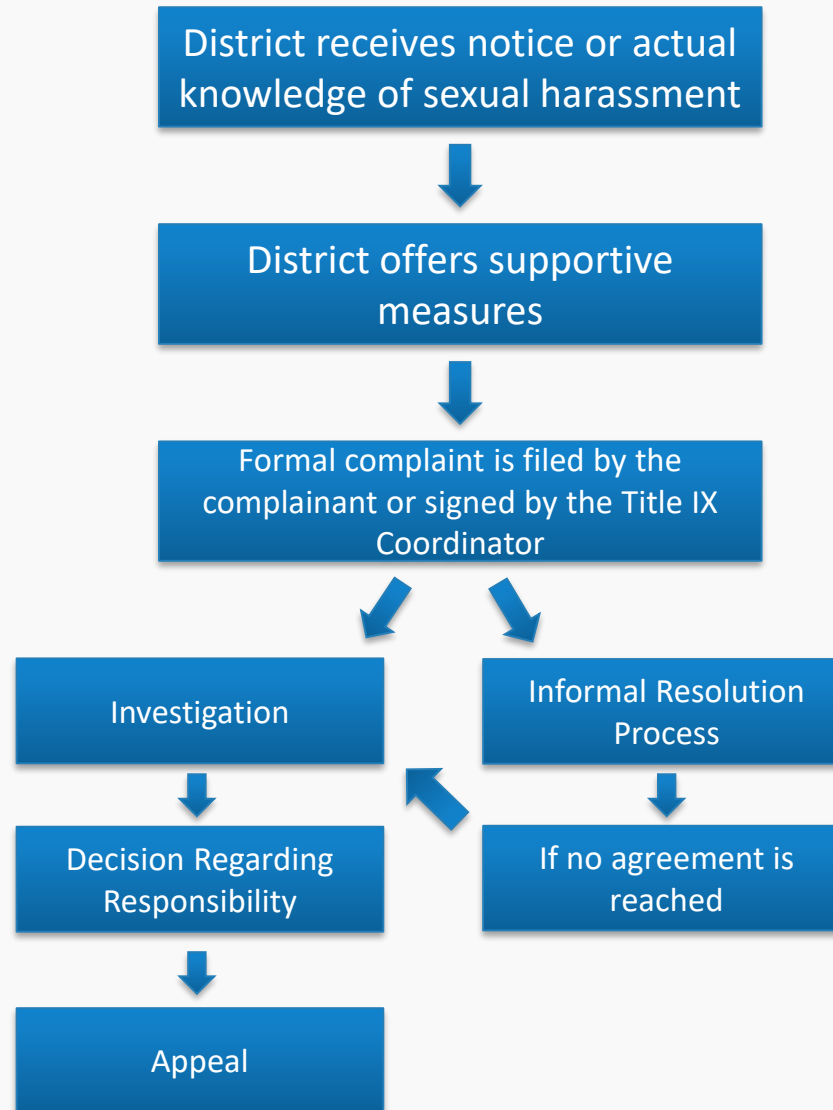 District receives notice or actual
knowledge of sexual harassment
District offers supportive
measures
Formal complaint is filed by the
complainant or signed by the Title IX
Coordinator
Investigation
Informal Resolution
Process
Decision Regarding
Responsibility
If no agreement is
reached
Appeal